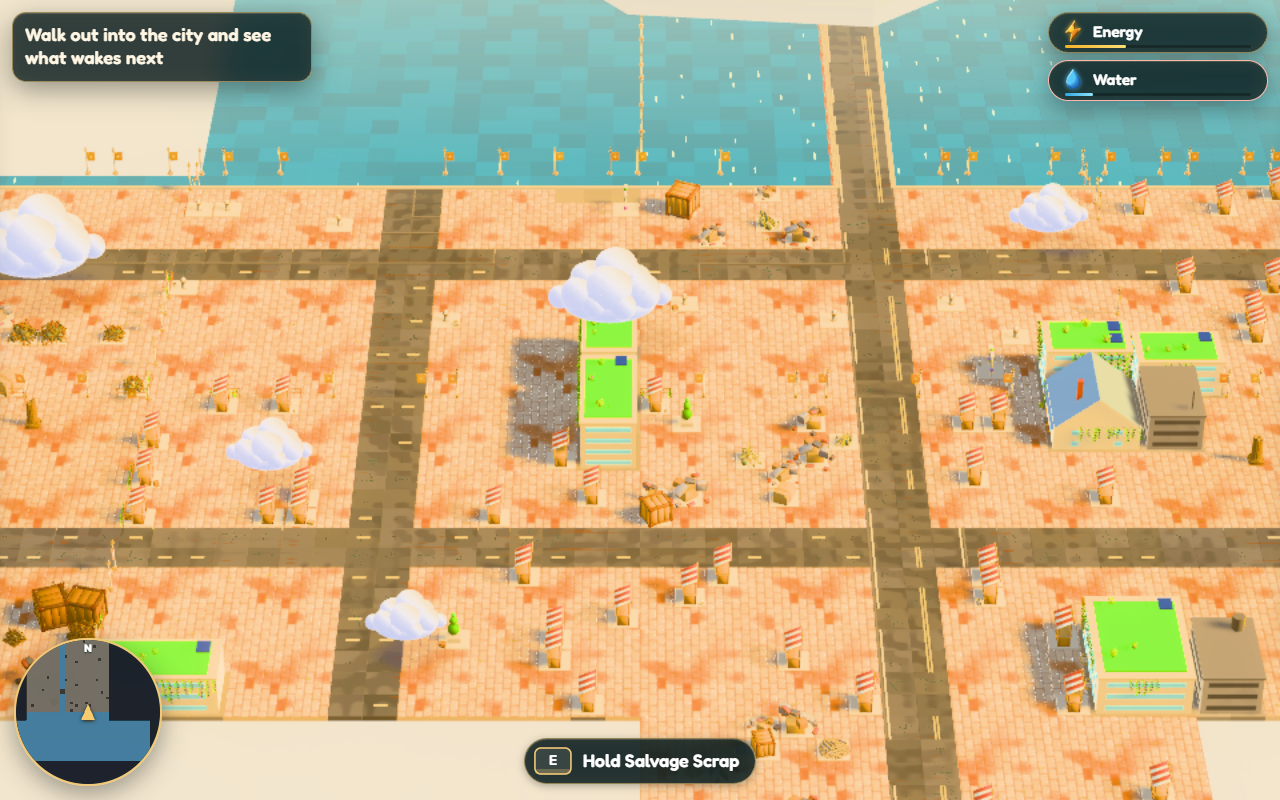 Walk out into the city and see
what wakes next
Energy
Water
N
E
Hold Salvage Scrap